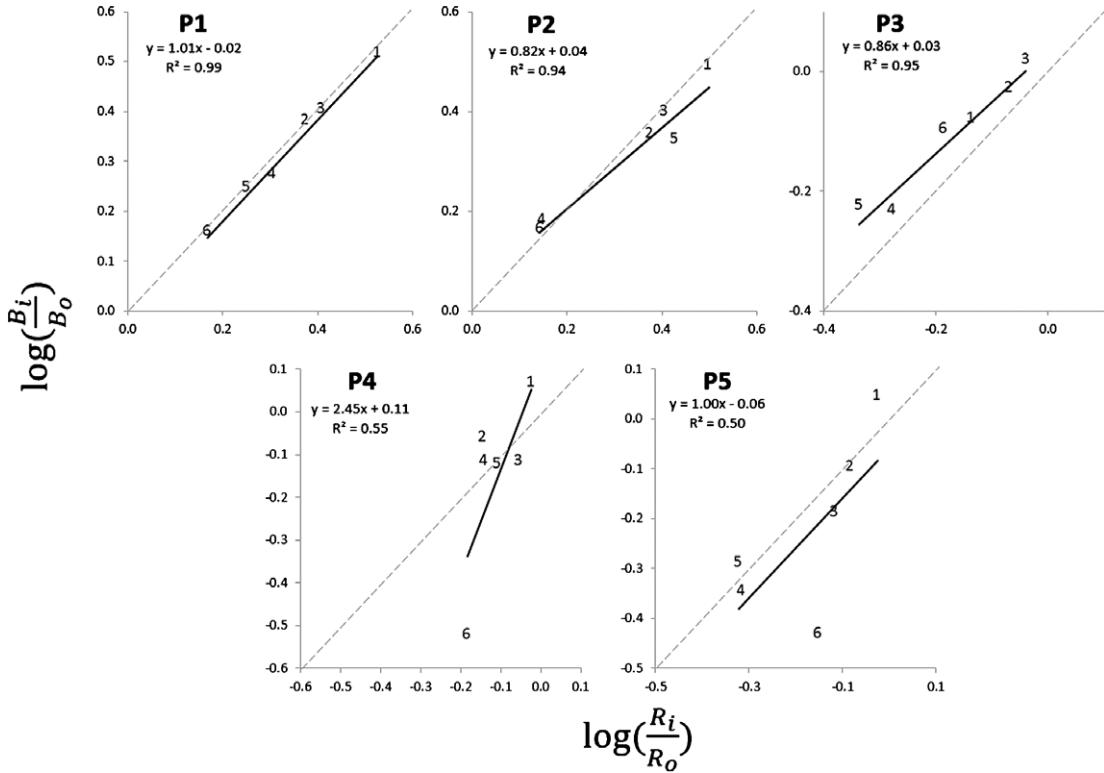 P1
y = 1.01x - 0.02
R² = 0.99
0.6
0.5
0.4
0.3
0.2
0.1
0.0
0.0 0.2 0.4 0.6
1
3
2
4
5
6
P2
y = 0.82x + 0.04
R² = 0.94
0.6
0.4
0.2
0.0
0.0 0.2 0.4 0.6
1
3
2
5
4
6
P3
y = 0.86x + 0.03
R² = 0.95
0.0
-0.2
-0.4
-0.4 -0.2 0.0
3
2
1
6
5
4
log(B_i/B_o)
P4
y = 2.45x + 0.11
R² = 0.55
0.1
0.0
-0.1
-0.2
-0.3
-0.4
-0.5
-0.6
-0.6 -0.5 -0.4 -0.3 -0.2 -0.1 0.0 0.1
1
2
4 5 3
6
P5
y = 1.00x - 0.06
R² = 0.50
0.1
0.0
-0.1
-0.2
-0.3
-0.4
-0.5
-0.5 -0.3 -0.1 0.1
1
2
3
5
4
6
log(R_i/R_o)